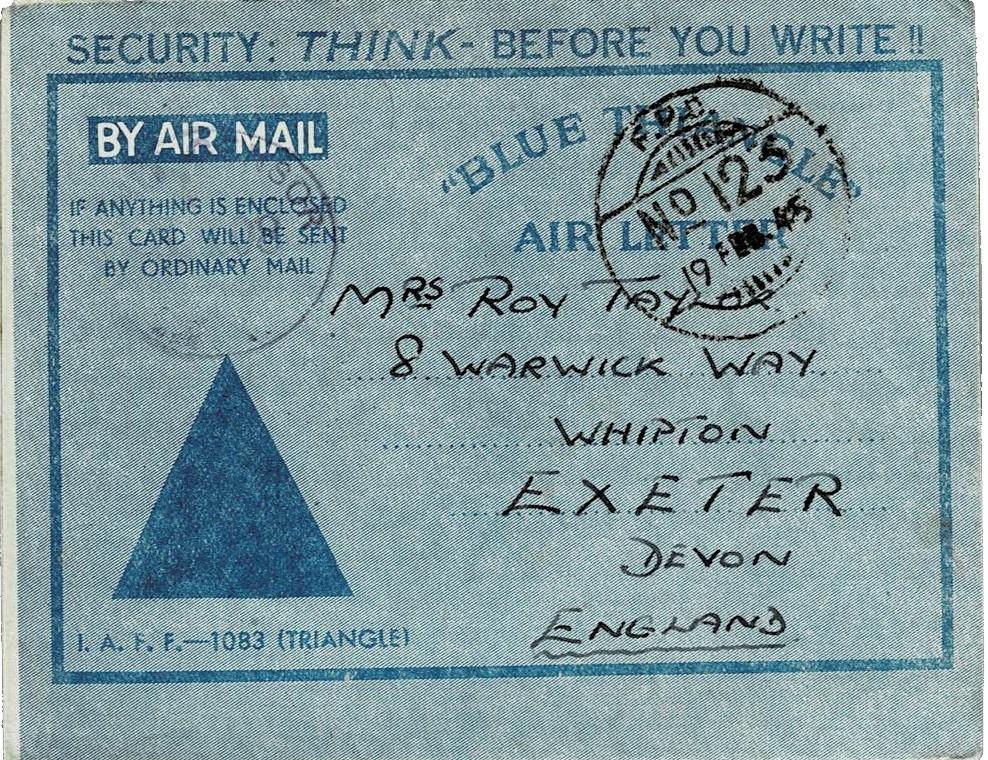 SECURITY: THINK- BEFORE YOU WRITE !!
BY AIR MAIL
IF ANYTHING IS ENCLOSED
THIS CARD WILL BE SENT
BY ORDINARY MAIL
"BLUE TRIANGLE"
AIR LETTER
F.P.O.
NO 125
19 FEB 45
MRS ROY TAYLOR
8 WARWICK WAY
WHIPTON
EXETER
DEVON
ENGLAND
I. A. F. F.—1083 (TRIANGLE)